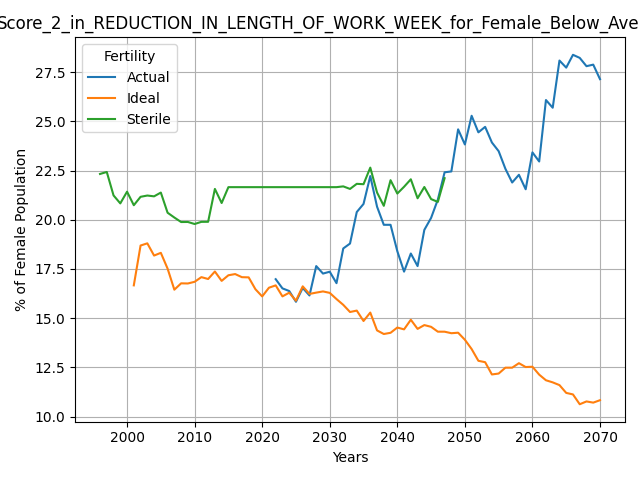 Score_2_in_REDUCTION_IN_LENGTH_OF_WORK_WEEK_for_Female_Below_Ave
Fertility
Actual
Ideal
Sterile
% of Female Population
27.5
25.0
22.5
20.0
17.5
15.0
12.5
10.0
2000 2010 2020 2030 2040 2050 2060 2070
Years